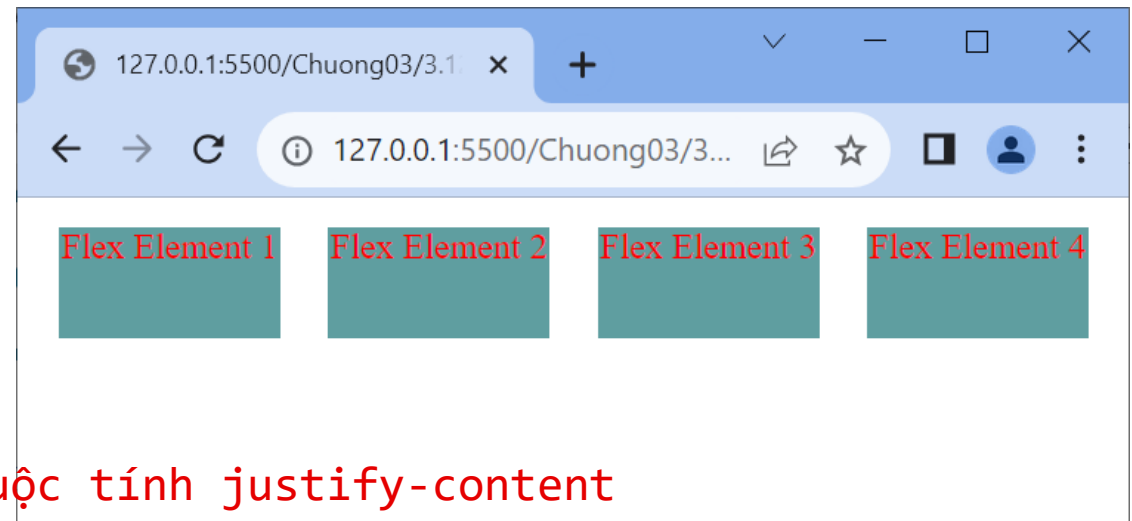 127.0.0.1:5500/Chuong03/3.1
127.0.0.1:5500/Chuong03/3...
Flex Element 1 Flex Element 2 Flex Element 3 Flex Element 4
tính justify-content